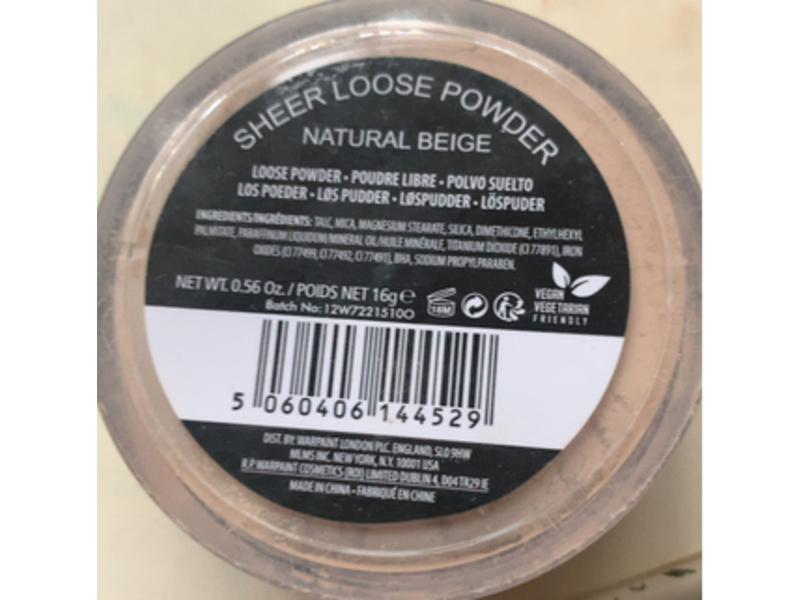 SHEER LOOSE POWDER
NATURAL BEIGE
LOOSE POWDER • POUDRE LIBRE • POLVO SUELTO
LOS POEDER • LØS PUDDER • LØSPUDDER • LÖSPUDER
INGREDIENTS/INGRÉDIENTS: TALC, MICA, MAGNESIUM STEARATE, SILICA, DIMETHICONE, ETHYLHEXYL
PALMITATE, PARAFFINUM LIQUIDUM/MINERAL OIL/HUILE MINÉRALE, TITANIUM DIOXIDE (CI 77891), IRON
OXIDES (CI 77499, CI 77492, CI 77491), BHA, SODIUM PROPYLPARABEN.
NET WT. 0.56 Oz. / POIDS NET 16g e
Batch No: 12W7221510O
18M
VEGAN
VEGETARIAN
FRIENDLY
5 060406 144529
DIST. BY: WARPAINT LONDON PLC. ENGLAND, SL0 9HW
MLMS INC. NEW YORK, N.Y. 10001 USA
R.P WARPAINT COSMETICS (ROI) LIMITED DUBLIN 4, D04 TR29 IE
MADE IN CHINA • FABRIQUÉ EN CHINE